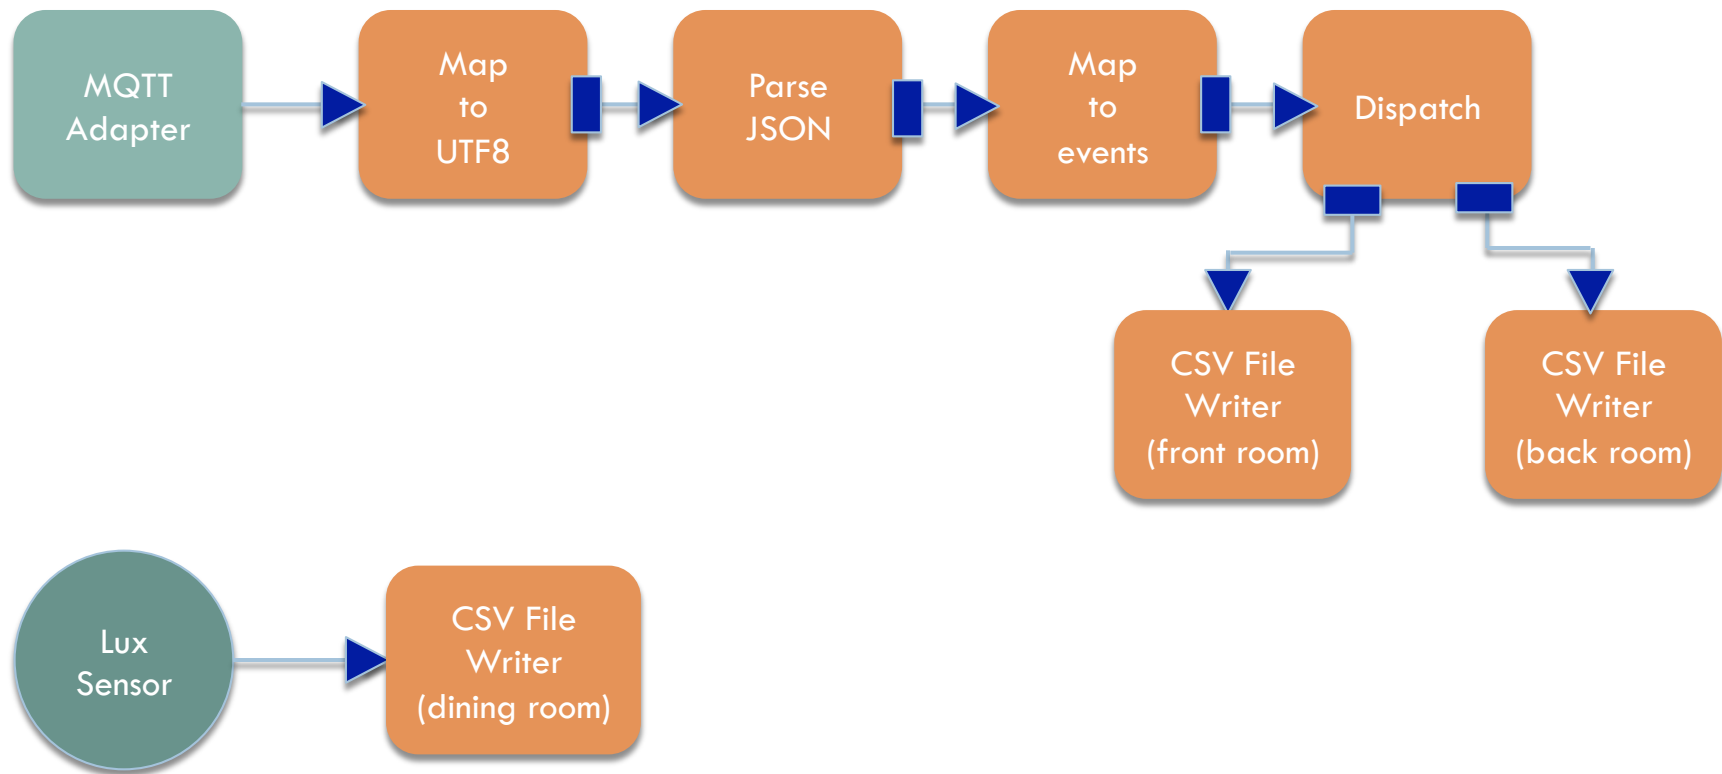 MQTT
Adapter
Map
to
UTF8
Parse
JSON
Map
to
events
Dispatch
CSV File
Writer
(front room)
CSV File
Writer
(back room)
Lux
Sensor
CSV File
Writer
(dining room)